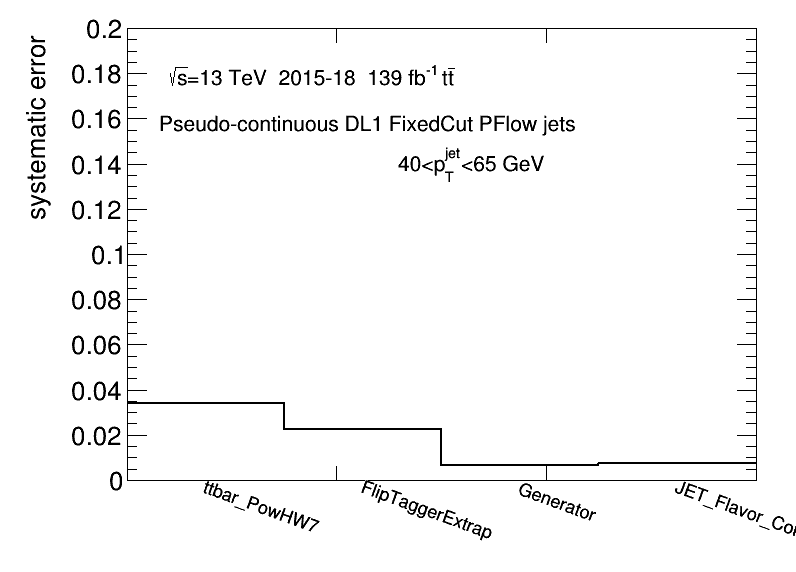 0.2
systematic error
0.18
√s=13 TeV 2015-18 139 fb-1 tt̄
0.16
Pseudo-continuous DL1 FixedCut PFlow jets
0.14
40<pTjet<65 GeV
0.12
0.1
0.08
0.06
0.04
0.02
0
ttbar_PowHW7
FlipTaggerExtrap
Generator
JET_Flavor_Co